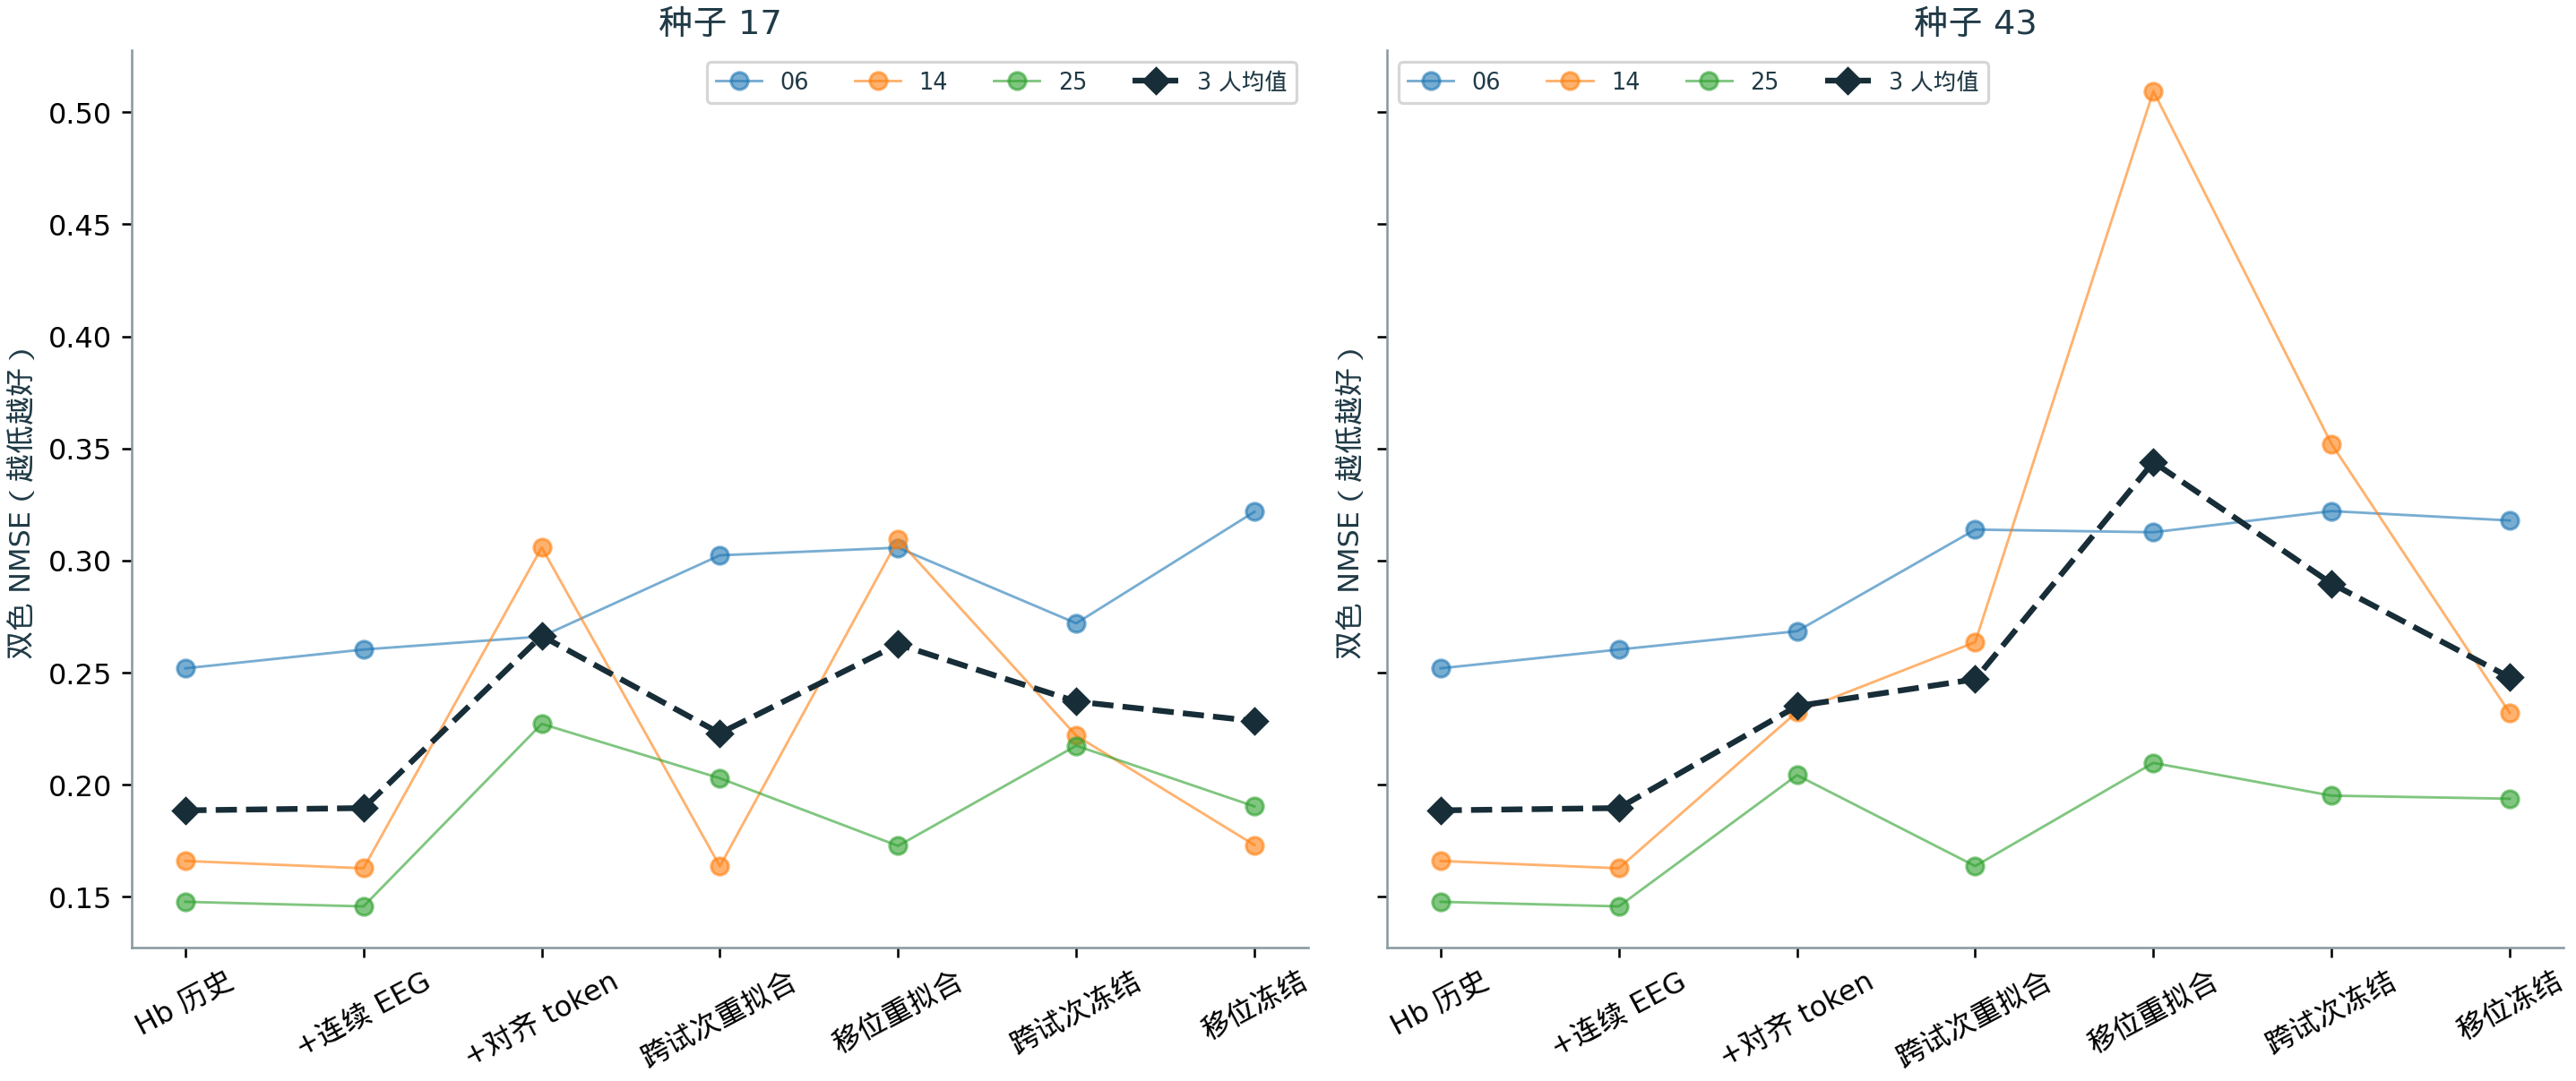 种子 17
06 14 25 3 人均值
双色 NMSE（越低越好）
0.50
0.45
0.40
0.35
0.30
0.25
0.20
0.15
Hb 历史
+连续 EEG
+对齐 token
跨试次重拟合
移位重拟合
跨试次冻结
移位冻结
种子 43
06 14 25 3 人均值
双色 NMSE（越低越好）
Hb 历史
+连续 EEG
+对齐 token
跨试次重拟合
移位重拟合
跨试次冻结
移位冻结